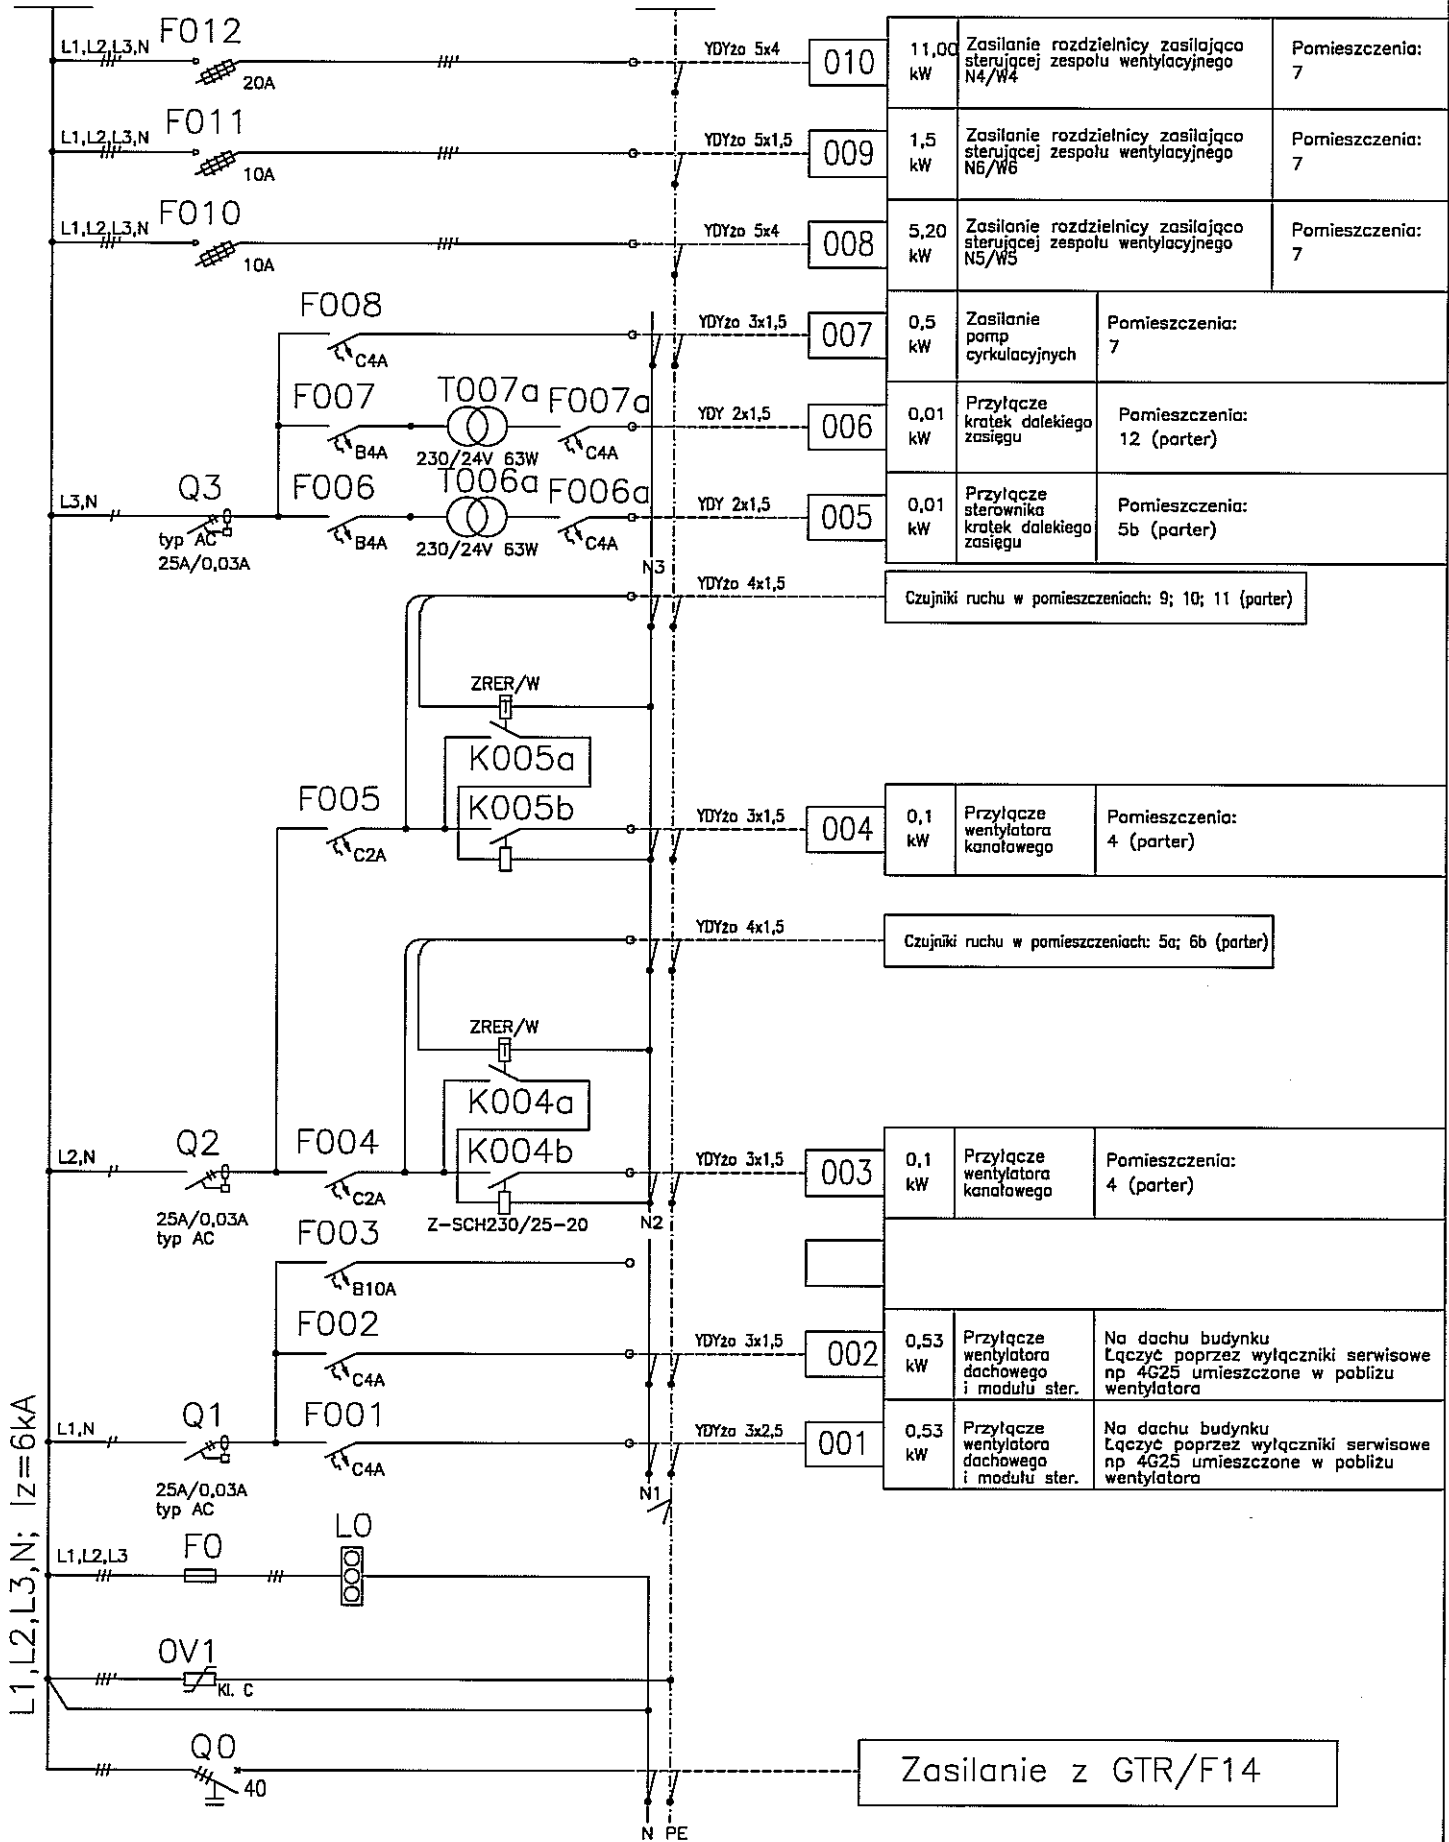 F012
L1,L2,L3,N
20A
YDYżo 5x4
010
11,00
kW
Zasilanie rozdzielnicy zasilająco
sterującej zespołu wentylacyjnego
N4/W4
Pomieszczenia:
7
F011
L1,L2,L3,N
10A
YDYżo 5x1,5
009
1,5
kW
Zasilanie rozdzielnicy zasilająco
sterującej zespołu wentylacyjnego
N6/W6
Pomieszczenia:
7
F010
L1,L2,L3,N
10A
YDYżo 5x4
008
5,20
kW
Zasilanie rozdzielnicy zasilająco
sterującej zespołu wentylacyjnego
N5/W5
Pomieszczenia:
7
F008
C4A
YDYżo 3x1,5
007
0,5
kW
Zasilanie
pomp
cyrkulacyjnych
Pomieszczenia:
7
F007
B4A
T007a
230/24V 63W
F007a
C4A
YDY 2x1,5
006
0,01
kW
Przyłącze
kratek dalekiego
zasięgu
Pomieszczenia:
12 (parter)
L3,N
Q3
typ AC
25A/0,03A
F006
B4A
T006a
230/24V 63W
F006a
C4A
YDY 2x1,5
005
0,01
kW
Przyłącze
sterownika
kratek dalekiego
zasięgu
Pomieszczenia:
5b (parter)
N3
YDYżo 4x1,5
Czujniki ruchu w pomieszczeniach: 9; 10; 11 (parter)
ZRER/W
K005a
F005
C2A
K005b
YDYżo 3x1,5
004
0,1
kW
Przyłącze
wentylatora
kanałowego
Pomieszczenia:
4 (parter)
YDYżo 4x1,5
Czujniki ruchu w pomieszczeniach: 5a; 6b (parter)
ZRER/W
K004a
L2,N
Q2
25A/0,03A
typ AC
F004
C2A
K004b
Z-SCH230/25-20
N2
YDYżo 3x1,5
003
0,1
kW
Przyłącze
wentylatora
kanałowego
Pomieszczenia:
4 (parter)
F003
B10A
F002
C4A
YDYżo 3x1,5
002
0,53
kW
Przyłącze
wentylatora
dachowego
i modułu ster.
Na dachu budynku
Łączyć poprzez wyłączniki serwisowe
np 4G25 umieszczone w pobliżu
wentylatora
L1,N
Q1
25A/0,03A
typ AC
F001
C4A
YDYżo 3x2,5
001
0,53
kW
Przyłącze
wentylatora
dachowego
i modułu ster.
Na dachu budynku
Łączyć poprzez wyłączniki serwisowe
np 4G25 umieszczone w pobliżu
wentylatora
N1
L1,L2,L3,N; Iz=6kA
L1,L2,L3
F0
L0
OV1
Kl. C
Q0
40
Zasilanie z GTR/F14
N PE